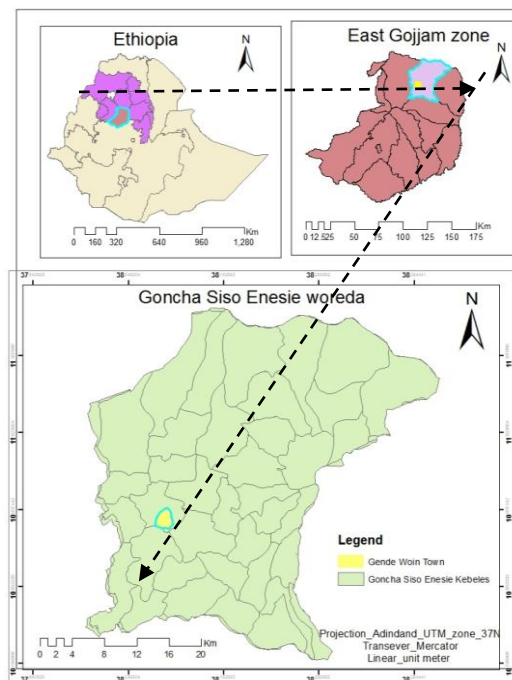 Ethiopia
N
Km
0 160 320 640 960 1,280
East Gojjam zone
N
Km
0 12.525 50 75 100 125 150 175
Goncha Siso Enesie woreda
N
Legend
Gende Woin Town
Goncha Siso Enesie Kebeles
Km
0 2 4 8 12 16 20
Projection_Adindand_UTM_zone_37N
Transever_Mercator
Linear_unit meter